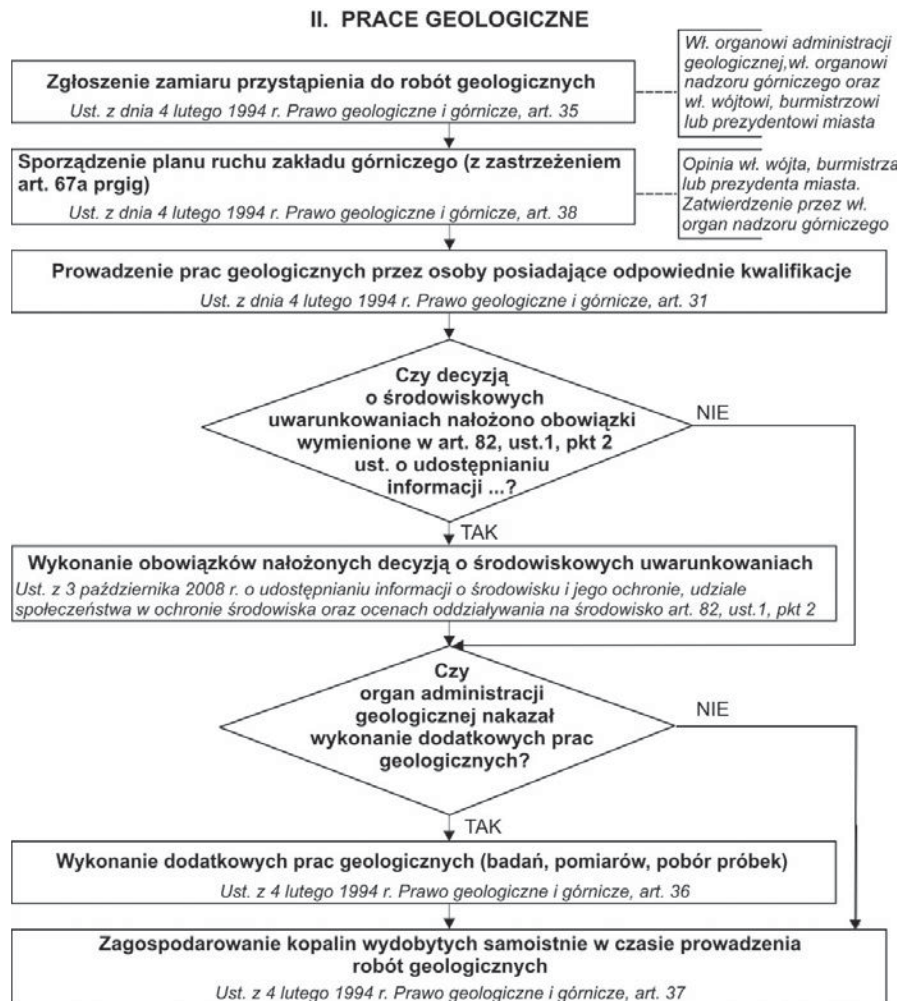 II. PRACE GEOLOGICZNE
Zgłoszenie zamiaru przystąpienia do robót geologicznych
Ust. z dnia 4 lutego 1994 r. Prawo geologiczne i górnicze, art. 35
Wł. organowi administracji
geologicznej,wł. organowi
nadzoru górniczego oraz
wł. wójtowi, burmistrzowi
lub prezydentowi miasta
Sporządzenie planu ruchu zakładu górniczego (z zastrzeżeniem
art. 67a prgig)
Ust. z dnia 4 lutego 1994 r. Prawo geologiczne i górnicze, art. 38
Opinia wł. wójta, burmistrza
lub prezydenta miasta.
Zatwierdzenie przez wł.
organ nadzoru górniczego
Prowadzenie prac geologicznych przez osoby posiadające odpowiednie kwalifikacje
Ust. z dnia 4 lutego 1994 r. Prawo geologiczne i górnicze, art. 31
Czy decyzją
o środowiskowych
uwarunkowaniach nałożono obowiązki
wymienione w art. 82, ust.1, pkt 2
ust. o udostępnianiu
informacji ...?
NIE
TAK
Wykonanie obowiązków nałożonych decyzją o środowiskowych uwarunkowaniach
Ust. z 3 października 2008 r. o udostępnianiu informacji o środowisku i jego ochronie, udziale
społeczeństwa w ochronie środowiska oraz ocenach oddziaływania na środowisko art. 82, ust.1, pkt 2
Czy
organ administracji
geologicznej nakazał
wykonanie dodatkowych prac
geologicznych?
NIE
TAK
Wykonanie dodatkowych prac geologicznych (badań, pomiarów, pobór próbek)
Ust. z 4 lutego 1994 r. Prawo geologiczne i górnicze, art. 36
Zagospodarowanie kopalin wydobytych samoistnie w czasie prowadzenia
robót geologicznych
Ust. z 4 lutego 1994 r. Prawo geologiczne i górnicze, art. 37